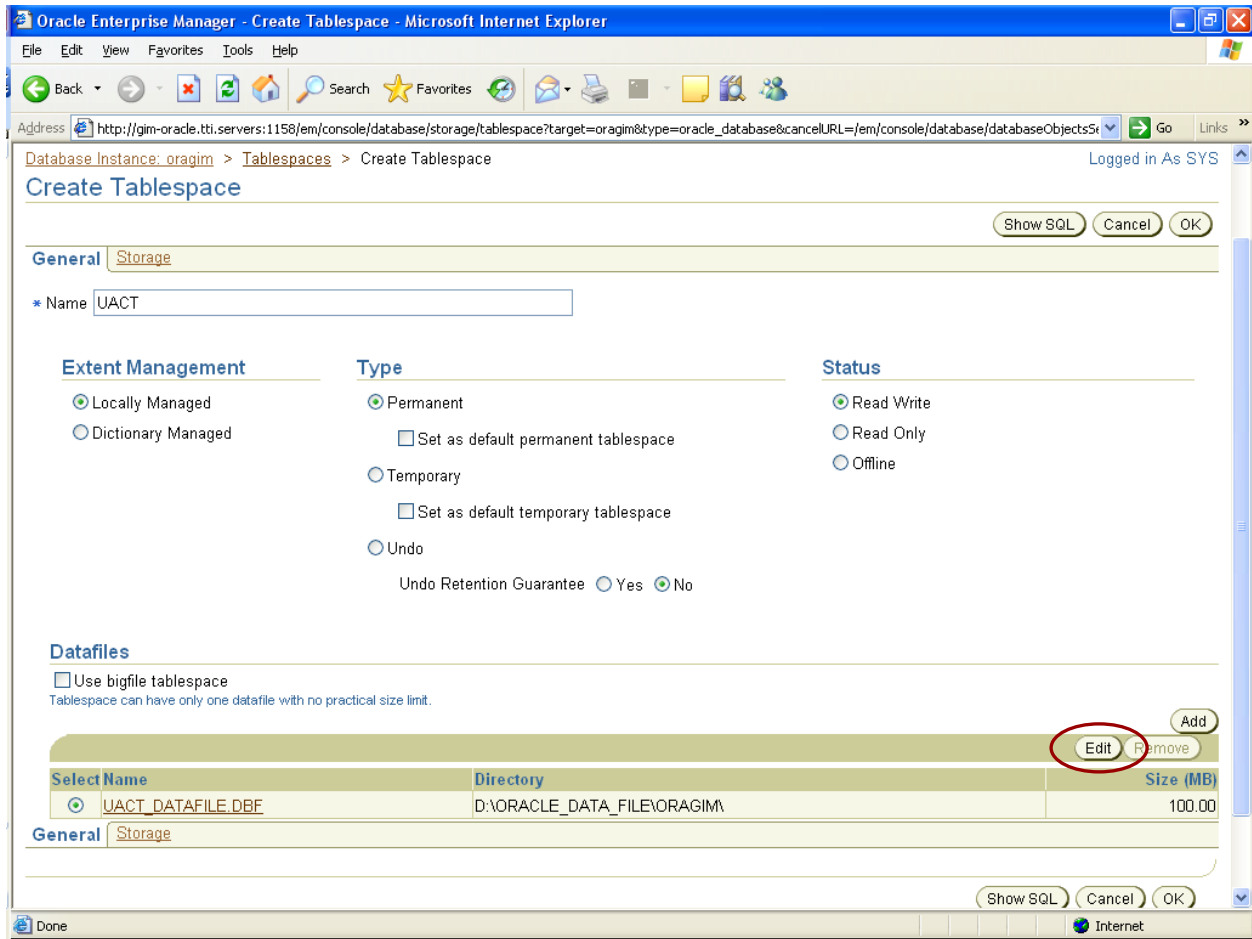 Oracle Enterprise Manager - Create Tablespace - Microsoft Internet Explorer
File Edit View Favorites Tools Help
Back Search Favorites
Address http://gim-oracle.tti.servers:1158/em/console/database/storage/tablespace?target=oragim&type=oracle_database&cancelURL=/em/console/database/databaseObjectsSe Go Links »
Database Instance: oragim > Tablespaces > Create Tablespace Logged in As SYS
Create Tablespace
Show SQL Cancel OK
General Storage
* Name UACT
Extent Management Type Status
Locally Managed Permanent Read Write
Dictionary Managed Set as default permanent tablespace Read Only
Temporary Offline
Set as default temporary tablespace
Undo
Undo Retention Guarantee Yes No
Datafiles
Use bigfile tablespace
Tablespace can have only one datafile with no practical size limit.
Add
Edit Remove
Select Name Directory Size (MB)
UACT_DATAFILE.DBF D:\ORACLE_DATA_FILE\ORAGIM\ 100.00
General Storage
Show SQL Cancel OK
Done Internet